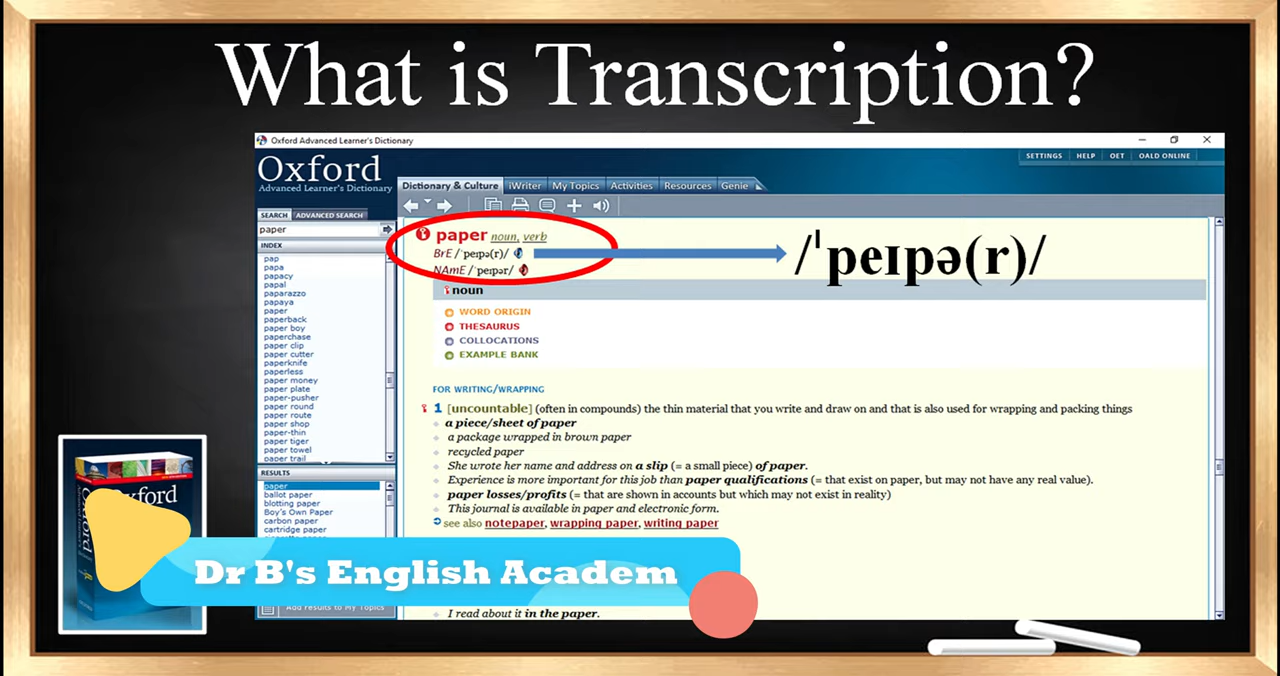 What is Transcription?
Oxford Advanced Learner's Dictionary
Oxford
Advanced Learner's Dictionary
SETTINGS HELP OET OALD ONLINE
Dictionary & Culture iWriter My Topics Activities Resources Genie
SEARCH ADVANCED SEARCH
paper
INDEX
pap
papa
papacy
papal
paparazzo
papaya
paper
paperback
paper boy
paperchase
paper clip
paper cutter
paperknife
paperless
paper money
paper plate
paper-pusher
paper round
paper route
paper shop
paper-thin
paper tiger
paper towel
paper trail
RESULTS
paper
ballot paper
blotting paper
Boy's Own Paper
carbon paper
cartridge paper
Add results to My Topics
paper noun, verb
BrE /ˈpeɪpə(r)/
NAmE /ˈpeɪpər/
/ˈpeɪpə(r)/
noun
WORD ORIGIN
THESAURUS
COLLOCATIONS
EXAMPLE BANK
FOR WRITING/WRAPPING
1 [uncountable] (often in compounds) the thin material that you write and draw on and that is also used for wrapping and packing things
a piece/sheet of paper
a package wrapped in brown paper
recycled paper
She wrote her name and address on a slip (= a small piece) of paper.
Experience is more important for this job than paper qualifications (= that exist on paper, but may not have any real value).
paper losses/profits (= that are shown in accounts but which may not exist in reality)
This journal is available in paper and electronic form.
see also notepaper, wrapping paper, writing paper
I read about it in the paper.
Dr B's English Academ